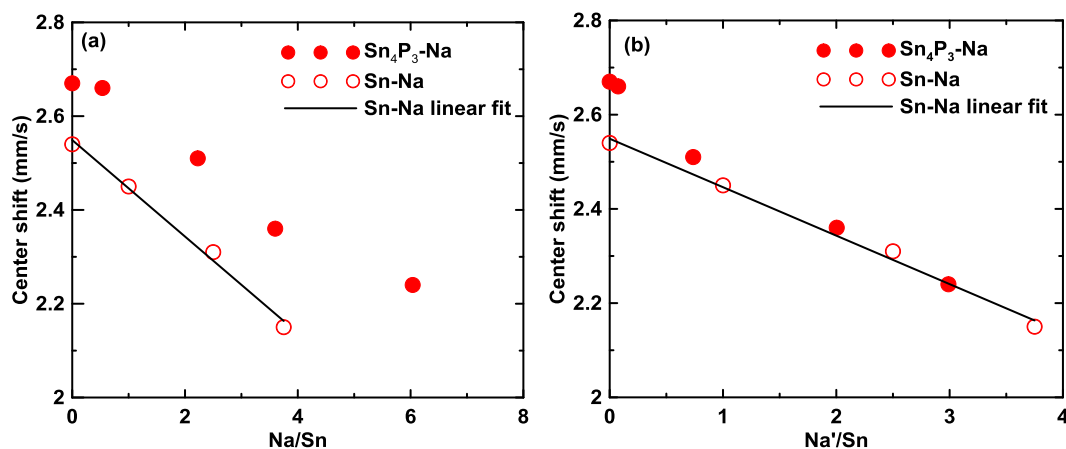 (a)
Sn₄P₃-Na
Sn-Na
Sn-Na linear fit
Center shift (mm/s)
2.8
2.6
2.4
2.2
2
0 2 4 6 8
Na/Sn
(b)
Sn₄P₃-Na
Sn-Na
Sn-Na linear fit
Center shift (mm/s)
2.8
2.6
2.4
2.2
2
0 1 2 3 4
Na'/Sn